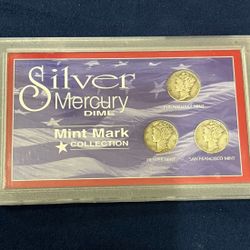 Silver
Mercury
DIME
Mint Mark
★ COLLECTION
PHILADELPHIA MINT
DENVER MINT
SAN FRANCISCO MINT